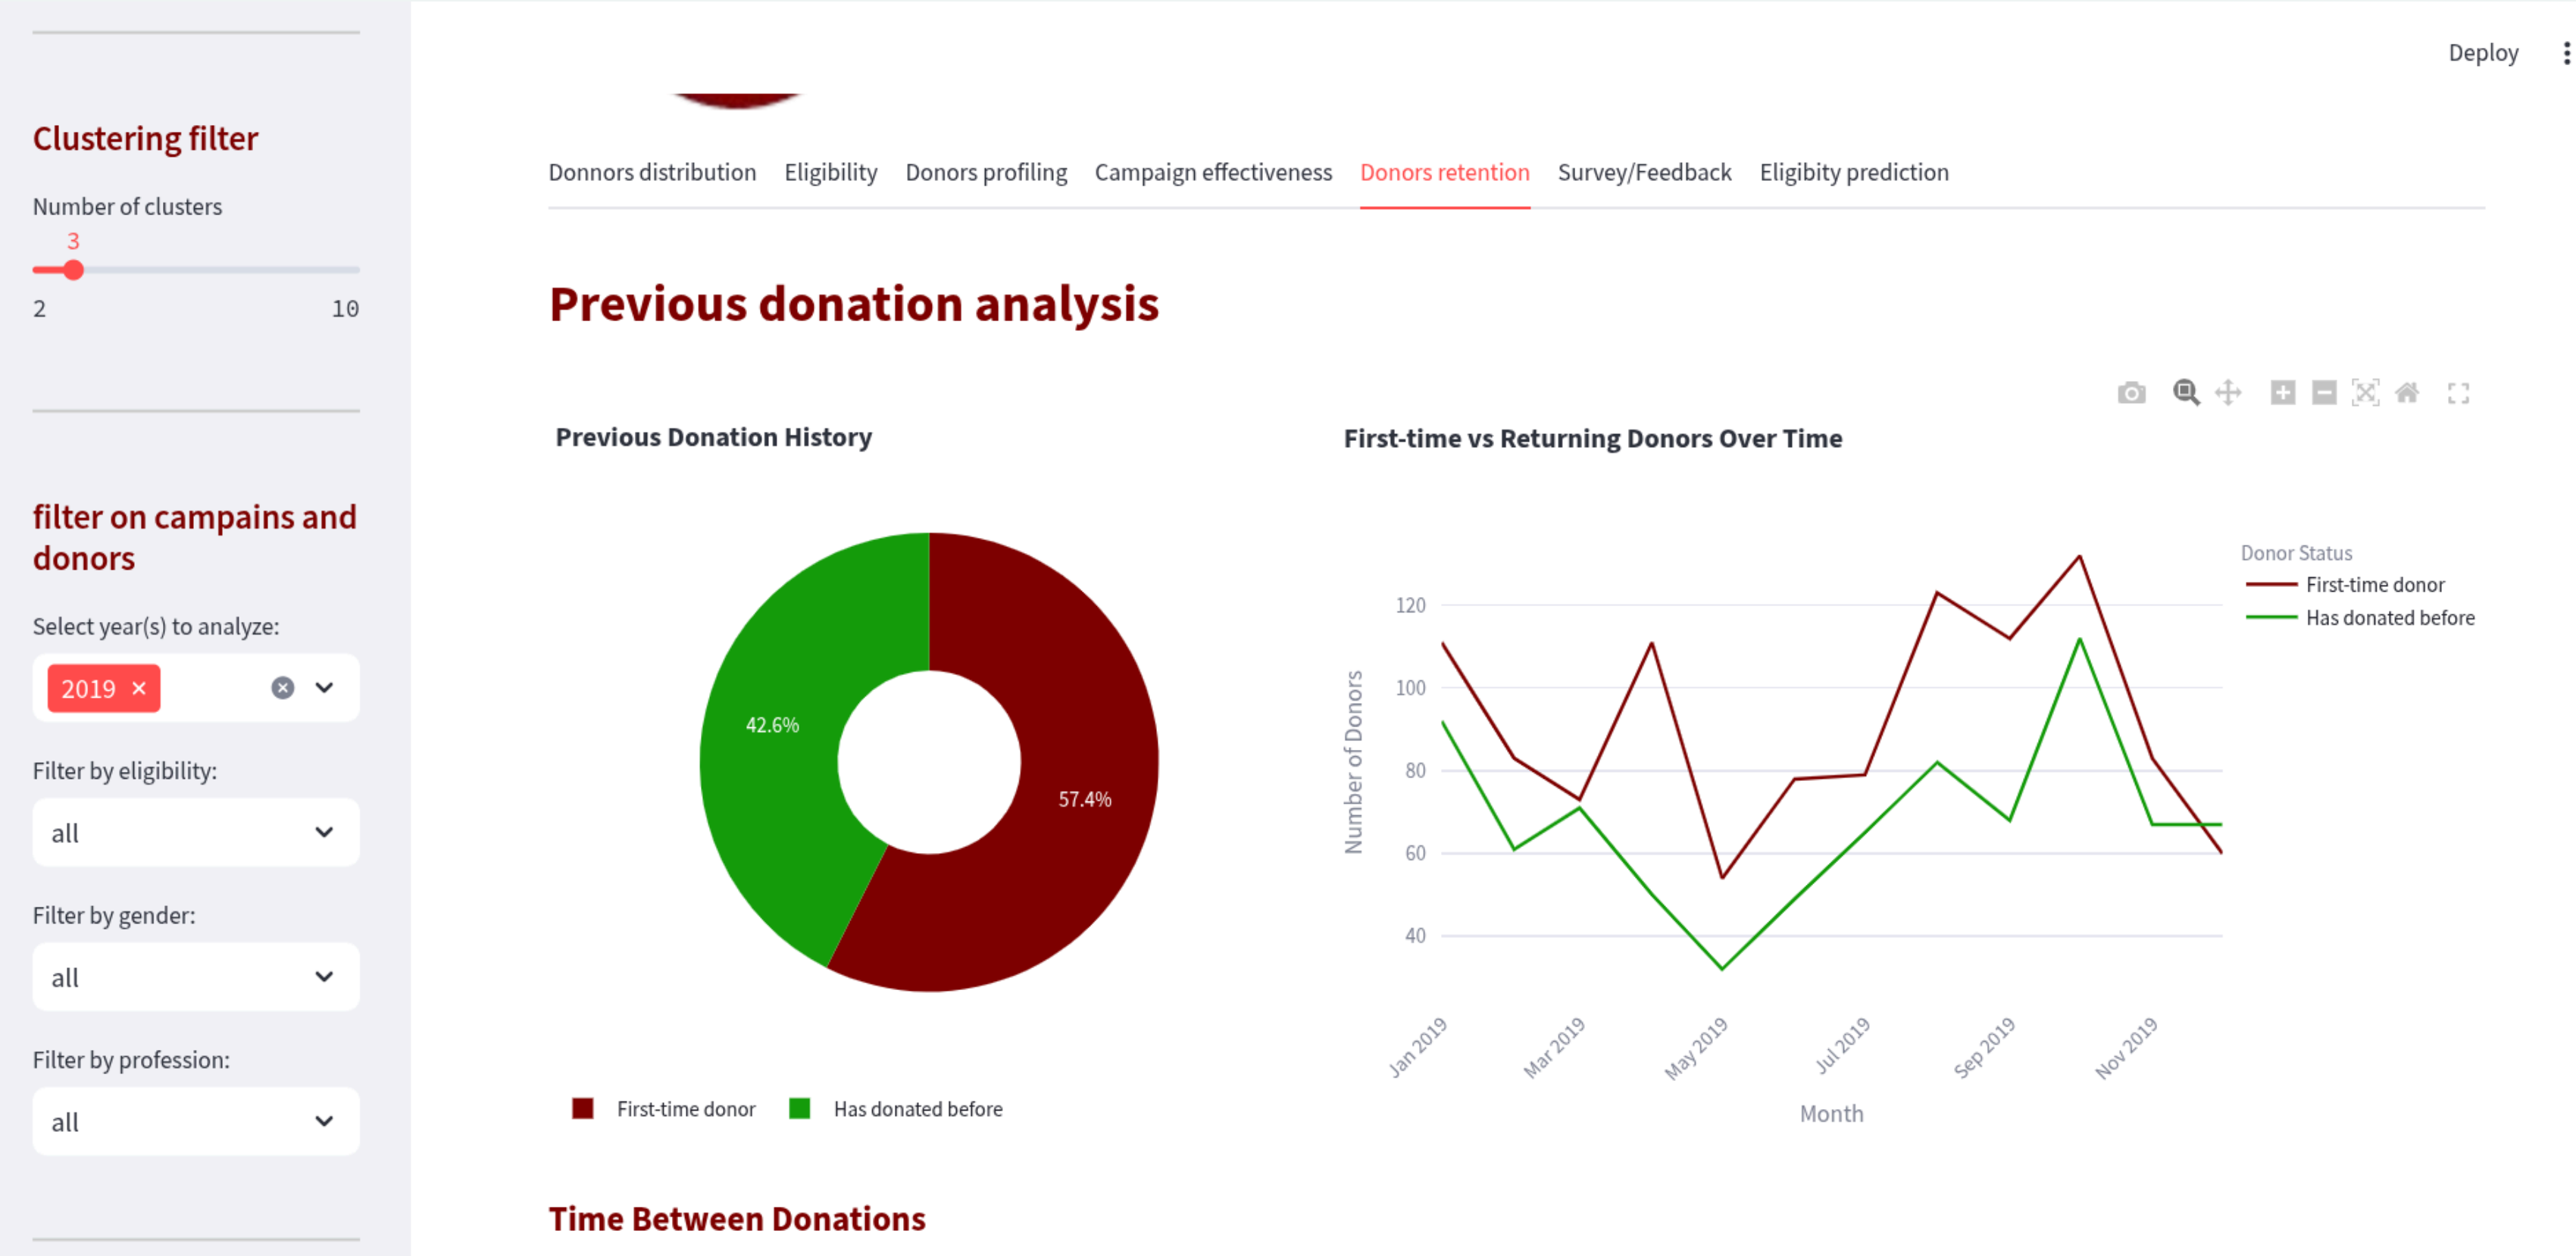 Deploy
Clustering filter
Number of clusters
3
2 10
filter on campains and
donors
Select year(s) to analyze:
2019
Filter by eligibility:
all
Filter by gender:
all
Filter by profession:
all
Donnors distribution Eligibility Donors profiling Campaign effectiveness Donors retention Survey/Feedback Eligibity prediction
Previous donation analysis
Previous Donation History
42.6%
57.4%
First-time donor Has donated before
First-time vs Returning Donors Over Time
Donor Status
First-time donor
Has donated before
Number of Donors
120
100
80
60
40
Jan 2019 Mar 2019 May 2019 Jul 2019 Sep 2019 Nov 2019
Month
Time Between Donations